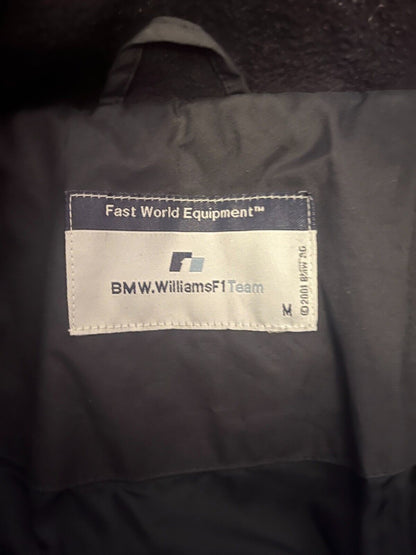 Fast World Equipment™
BMW.WilliamsF1Team
M
©2001 BMW AG